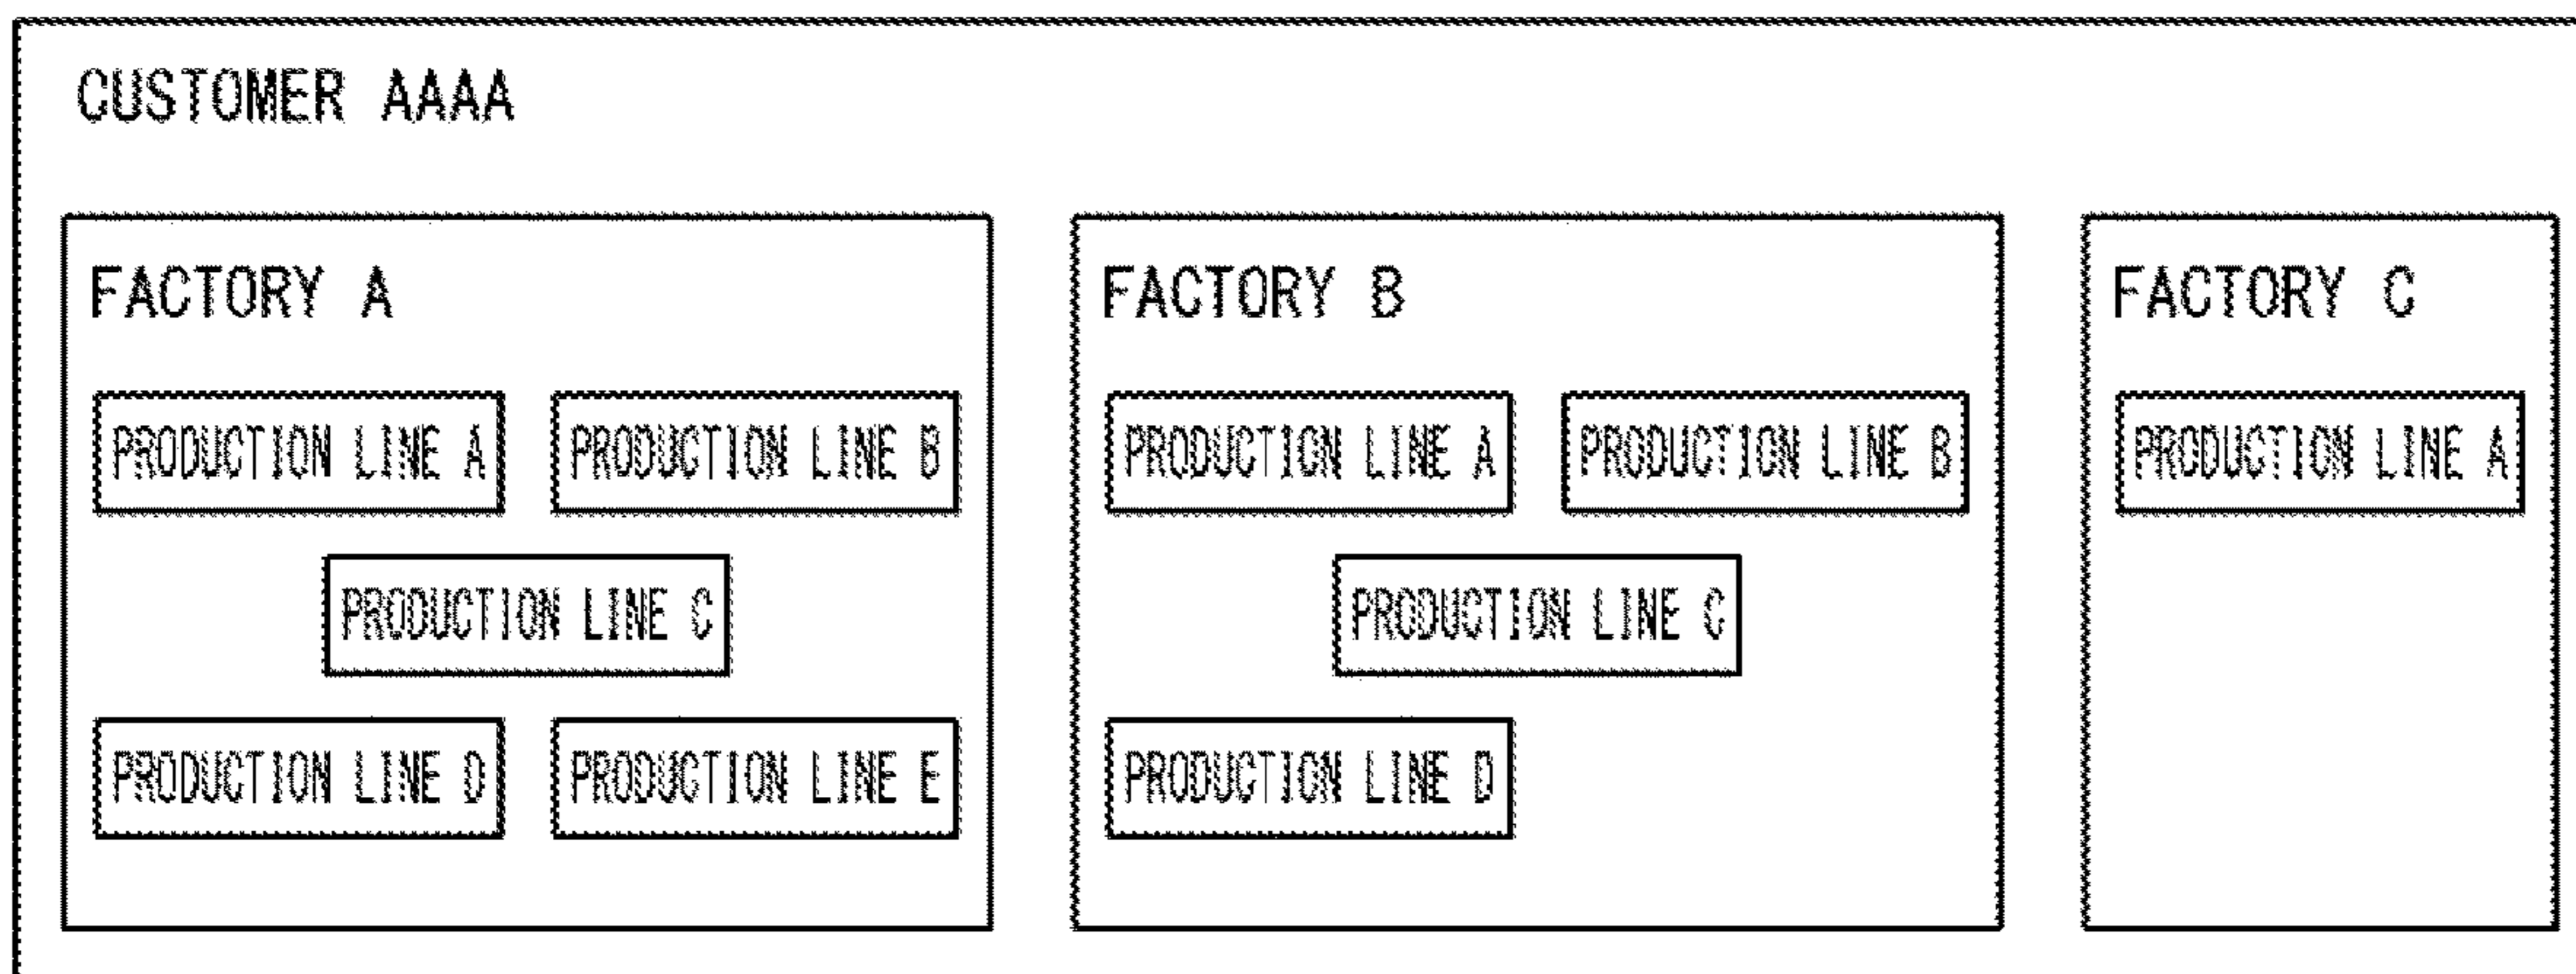 CUSTOMER AAAA
FACTORY A
PRODUCTION LINE A
PRODUCTION LINE B
PRODUCTION LINE C
PRODUCTION LINE D
PRODUCTION LINE E
FACTORY B
PRODUCTION LINE A
PRODUCTION LINE B
PRODUCTION LINE C
PRODUCTION LINE D
FACTORY C
PRODUCTION LINE A